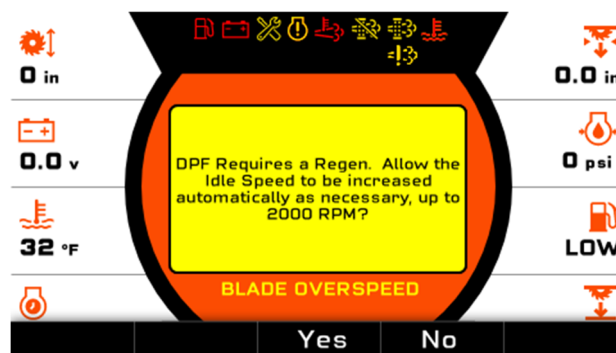 0 in
0.0 v
32 °F
DPF Requires a Regen. Allow the
Idle Speed to be increased
automatically as necessary, up to
2000 RPM?
BLADE OVERSPEED
0.0 in
0 psi
LOW
Yes
No